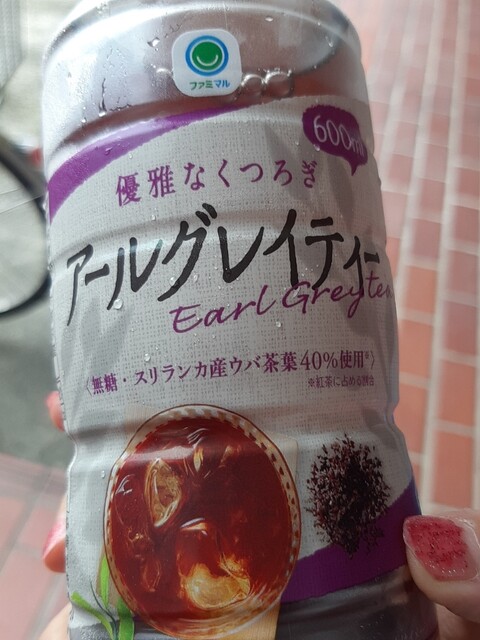 ファミマル
600ml
優雅なくつろぎ
アールグレイティー
Earl Grey tea
〈無糖・スリランカ産ウバ茶葉40%使用※〉
※紅茶に占める割合